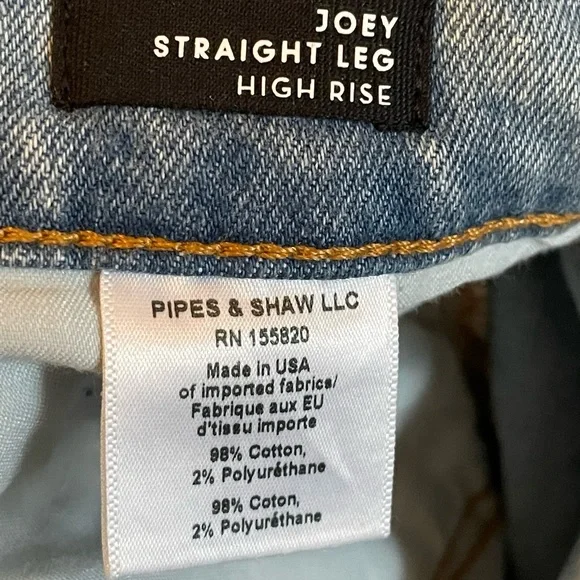 JOEY
STRAIGHT LEG
HIGH RISE
PIPES & SHAW LLC
RN 155820
Made in USA
of imported fabrics/
Fabrique aux EU
d'tissu importe
98% Cotton,
2% Polyuréthane
98% Coton,
2% Polyuréthane